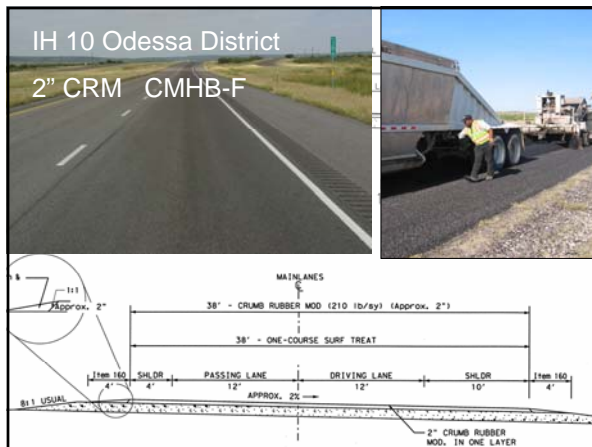 IH 10 Odessa District
2” CRM CMHB-F
1:1
Approx. 2"
MAINLANES
38' - CRUMB RUBBER MOD (210 lb/sy) (Approx. 2")
38' - ONE-COURSE SURF TREAT
Item 160 SHLDR PASSING LANE DRIVING LANE SHLDR Item 160
4' 4' 12' 12' 10' 4'
8:1 USUAL
APPROX. 2%
2" CRUMB RUBBER
MOD. IN ONE LAYER